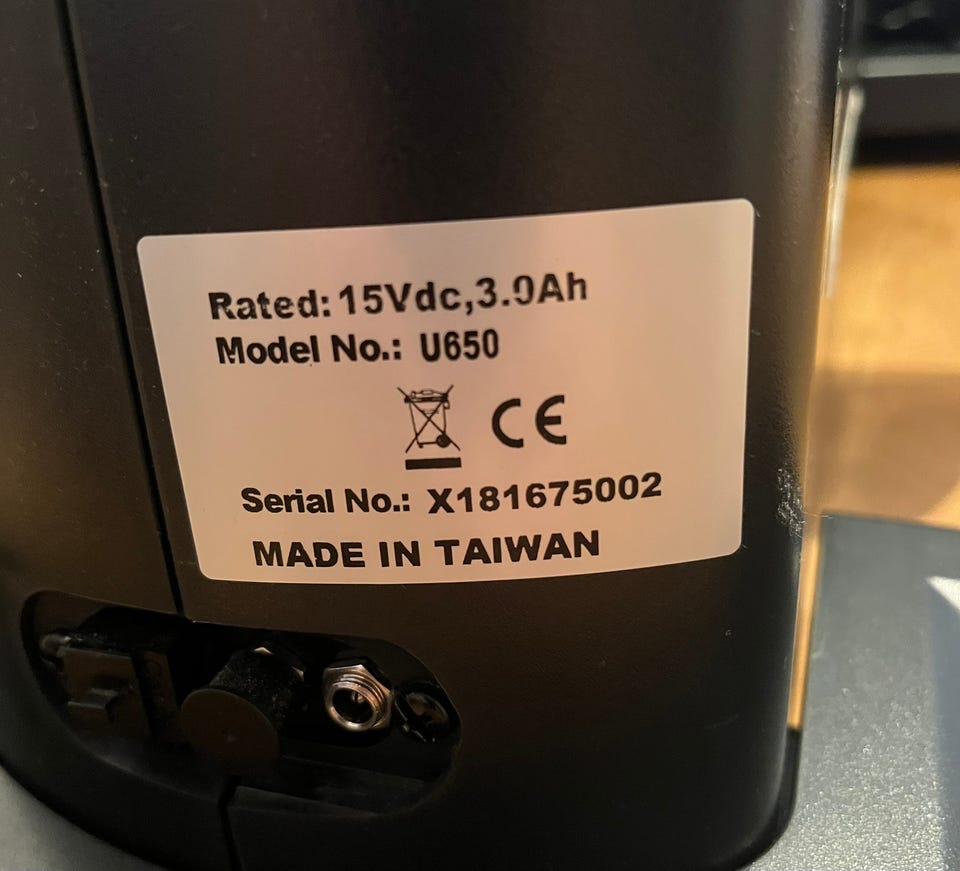 Rated: 15Vdc,3.0Ah
Model No.: U650
CE
Serial No.: X181675002
MADE IN TAIWAN